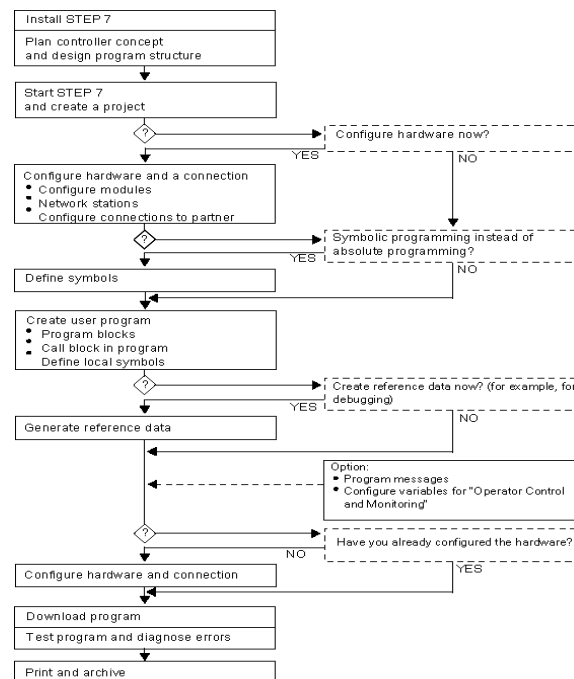 Install STEP 7
Plan controller concept
and design program structure
Start STEP 7
and create a project
?
Configure hardware now?
YES
NO
Configure hardware and a connection
Configure modules
Network stations
Configure connections to partner
?
Symbolic programming instead of
absolute programming?
YES
NO
Define symbols
Create user program
Program blocks
Call block in program
Define local symbols
?
Create reference data now? (for example, for
debugging)
YES
NO
Generate reference data
Option:
Program messages
Configure variables for "Operator Control
and Monitoring"
?
Have you already configured the hardware?
NO
YES
Configure hardware and connection
Download program
Test program and diagnose errors
Print and archive